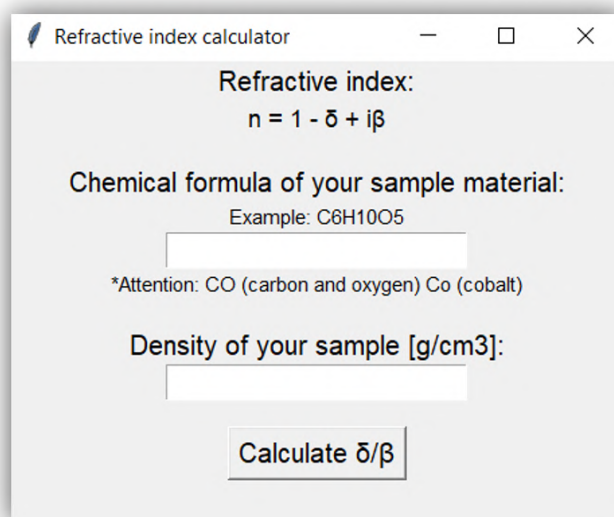 Refractive index calculator
Refractive index:
n = 1 - δ + iβ
Chemical formula of your sample material:
Example: C6H10O5
*Attention: CO (carbon and oxygen) Co (cobalt)
Density of your sample [g/cm3]:
Calculate δ/β